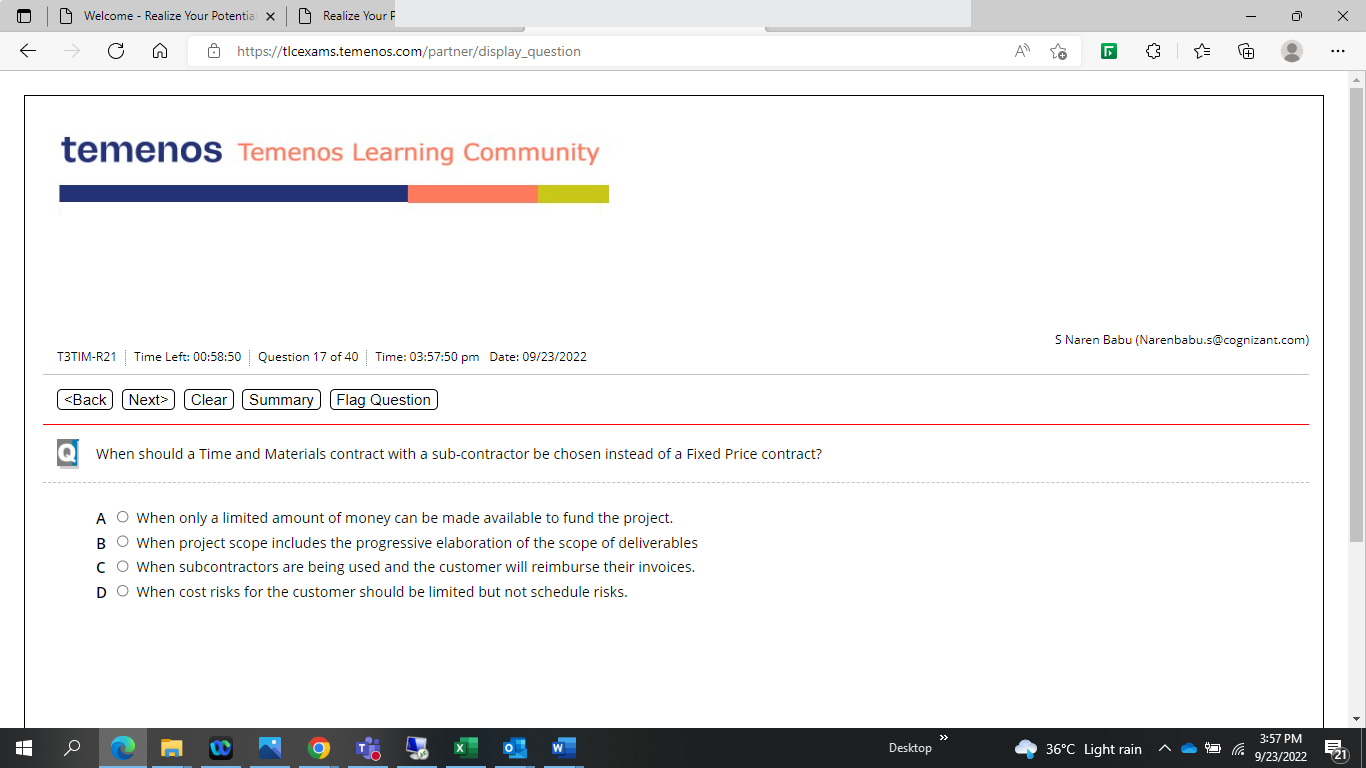 Welcome - Realize Your Potentia
Realize Your P
https://tlcexams.temenos.com/partner/display_question
temenos Temenos Learning Community
S Naren Babu (Narenbabu.s@cognizant.com)
T3TIM-R21 Time Left: 00:58:50 Question 17 of 40 Time: 03:57:50 pm Date: 09/23/2022
<Back Next> Clear Summary Flag Question
Q When should a Time and Materials contract with a sub-contractor be chosen instead of a Fixed Price contract?
A When only a limited amount of money can be made available to fund the project.
B When project scope includes the progressive elaboration of the scope of deliverables
C When subcontractors are being used and the customer will reimburse their invoices.
D When cost risks for the customer should be limited but not schedule risks.
Desktop » 36°C Light rain 3:57 PM
9/23/2022 21